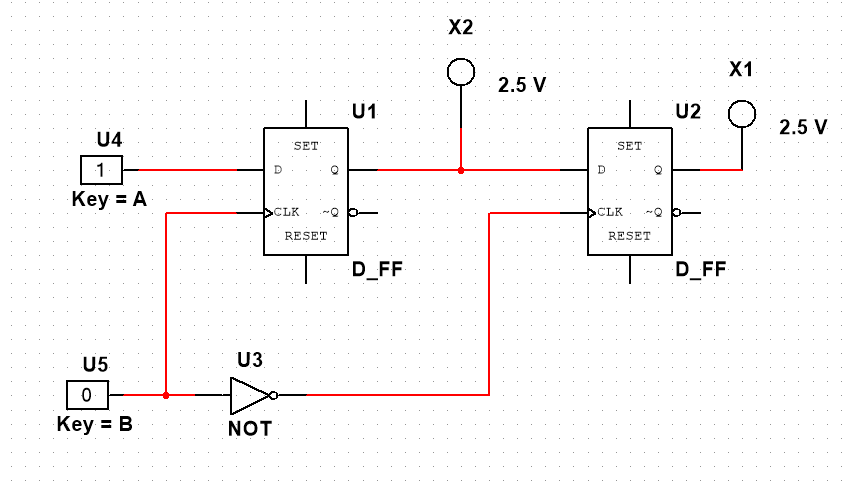 X2
2.5 V
X1
2.5 V
U1
U2
U4
1
Key = A
SET
D Q
CLK ~Q
RESET
D_FF
SET
D Q
CLK ~Q
RESET
D_FF
U5
0
Key = B
U3
NOT